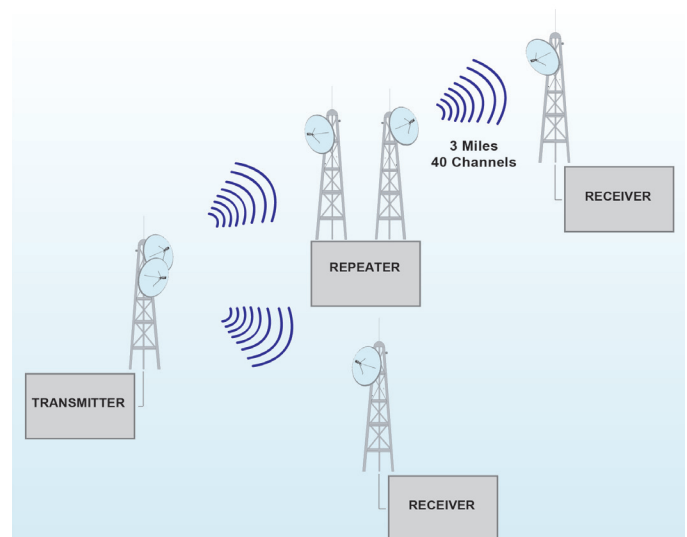 3 Miles
40 Channels
RECEIVER
REPEATER
TRANSMITTER
RECEIVER